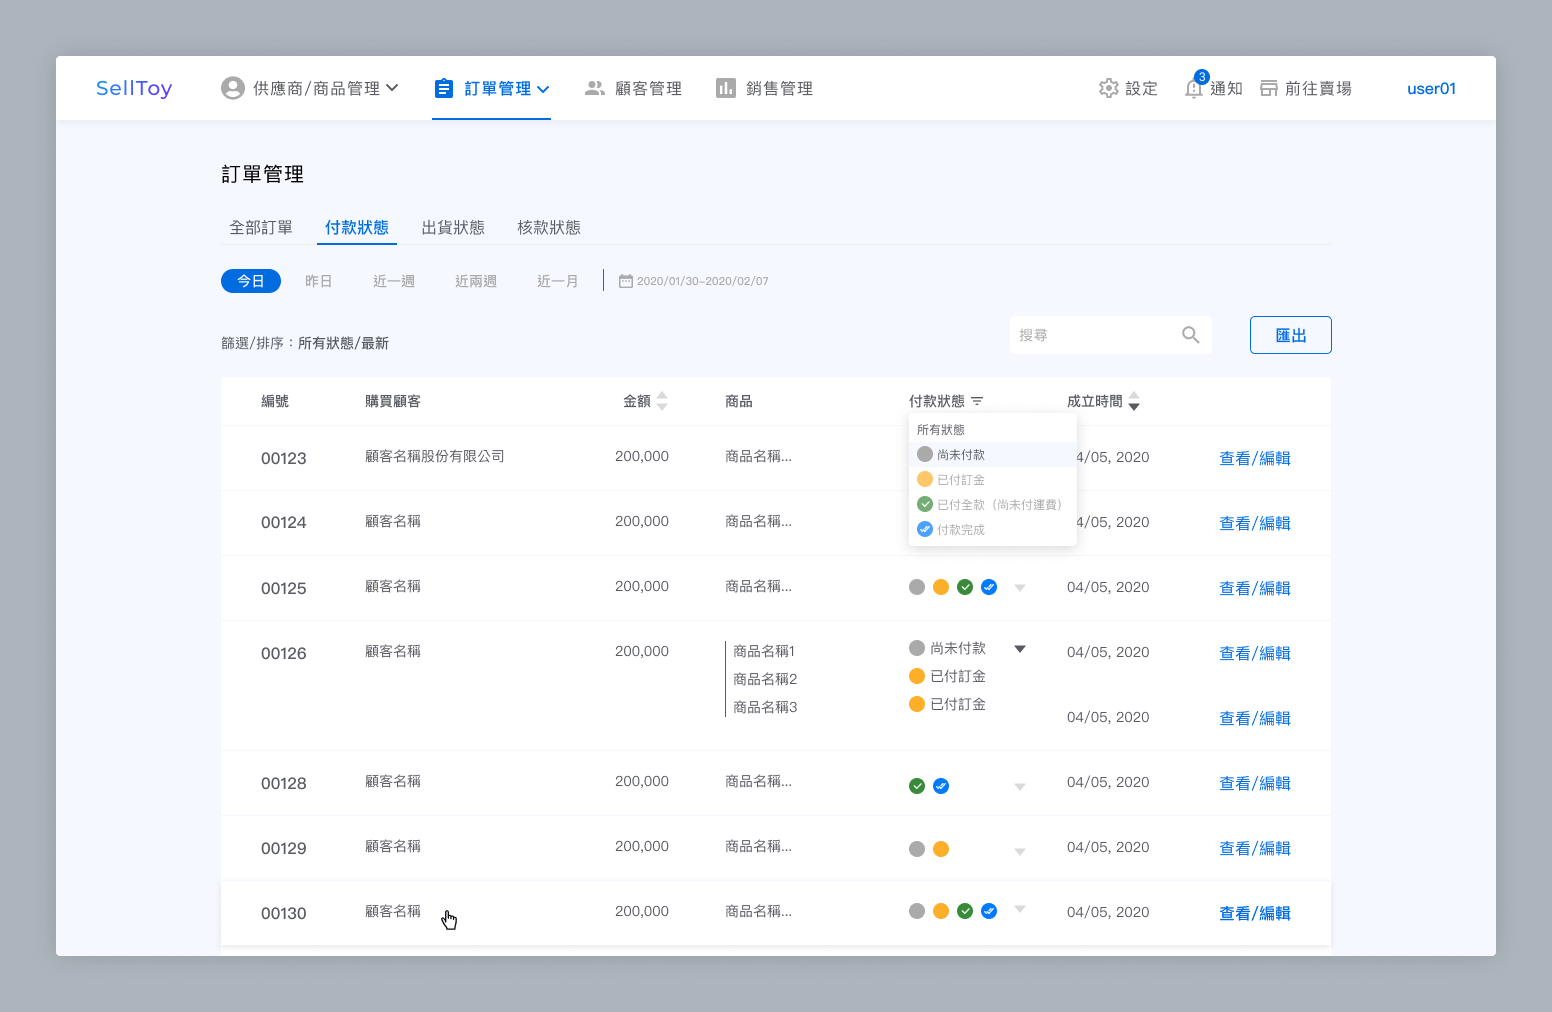 SellToy 供應商/商品管理 訂單管理 顧客管理 銷售管理 設定 3 通知 前往賣場 user01
訂單管理
全部訂單 付款狀態 出貨狀態 核款狀態
今日 昨日 近一週 近兩週 近一月 2020/01/30~2020/02/07
篩選/排序：所有狀態/最新 搜尋 匯出
編號 購買顧客 金額 商品 付款狀態 成立時間
所有狀態
尚未付款
已付訂金
已付全款（尚未付運費）
付款完成
00123 顧客名稱股份有限公司 200,000 商品名稱... 4/05, 2020 查看/編輯
00124 顧客名稱 200,000 商品名稱... 4/05, 2020 查看/編輯
00125 顧客名稱 200,000 商品名稱... 04/05, 2020 查看/編輯
00126 顧客名稱 200,000 商品名稱1 尚未付款 04/05, 2020 查看/編輯
商品名稱2 已付訂金
商品名稱3 已付訂金
04/05, 2020 查看/編輯
00128 顧客名稱 200,000 商品名稱... 04/05, 2020 查看/編輯
00129 顧客名稱 200,000 商品名稱... 04/05, 2020 查看/編輯
00130 顧客名稱 200,000 商品名稱... 04/05, 2020 查看/編輯